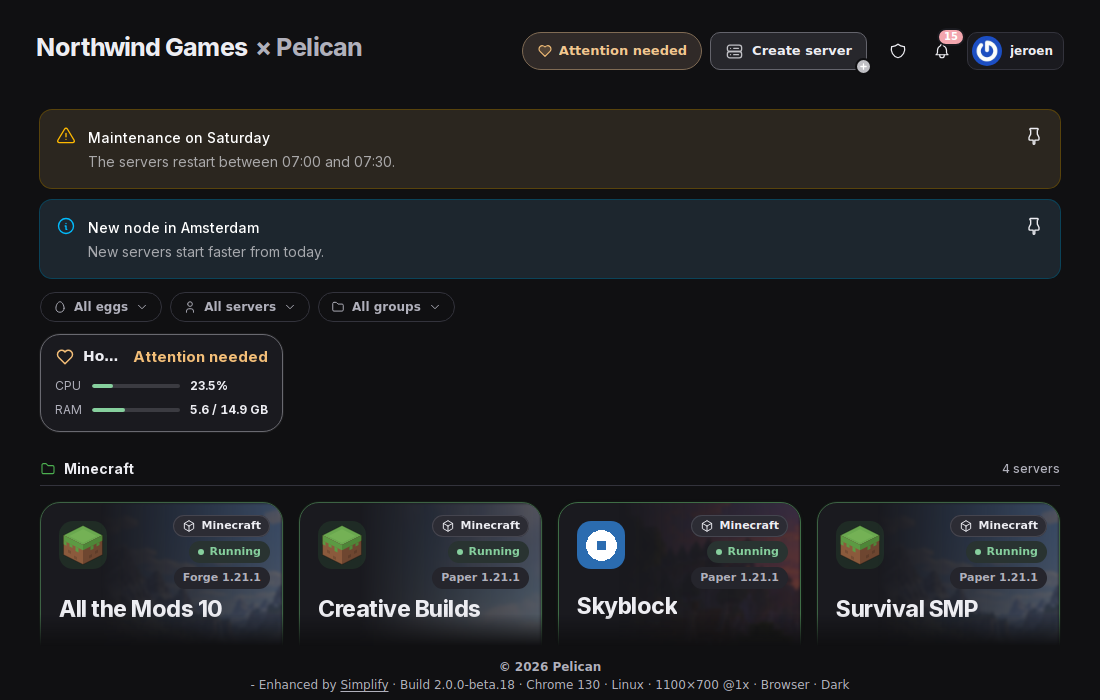 Northwind Games × Pelican
Attention needed
Create server
15
jeroen
Maintenance on Saturday
The servers restart between 07:00 and 07:30.
New node in Amsterdam
New servers start faster from today.
All eggs
All servers
All groups
Ho... Attention needed
CPU 23.5%
RAM 5.6 / 14.9 GB
Minecraft
4 servers
Minecraft
Running
Forge 1.21.1
All the Mods 10
Minecraft
Running
Paper 1.21.1
Creative Builds
Minecraft
Running
Paper 1.21.1
Skyblock
Minecraft
Running
Paper 1.21.1
Survival SMP
© 2026 Pelican
- Enhanced by Simplify · Build 2.0.0-beta.18 · Chrome 130 · Linux · 1100×700 @1x · Browser · Dark